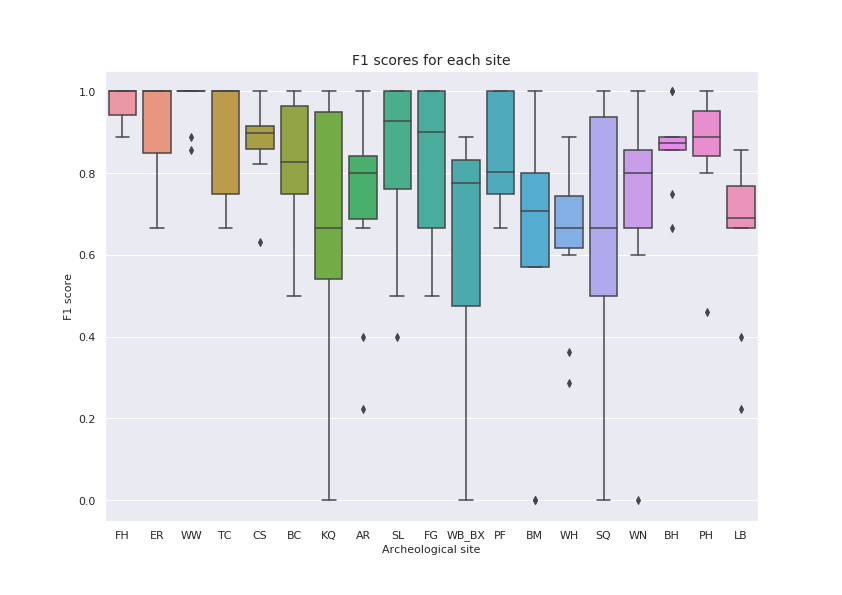 F1 scores for each site
1.0
0.8
0.6
0.4
0.2
0.0
F1 score
FH ER WW TC CS BC KQ AR SL FG WB_BX PF BM WH SQ WN BH PH LB
Archeological site